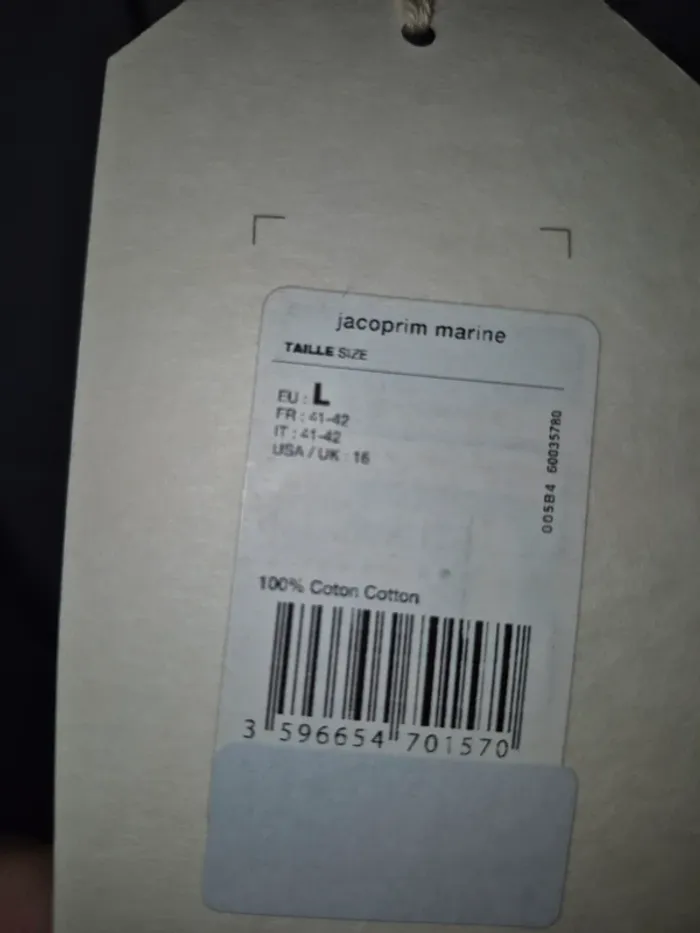 jacoprim marine
TAILLE SIZE
EU : L
FR : 41-42
IT : 41-42
USA / UK : 16
005B4 60035780
100% Coton Cotton
3 596654 701570